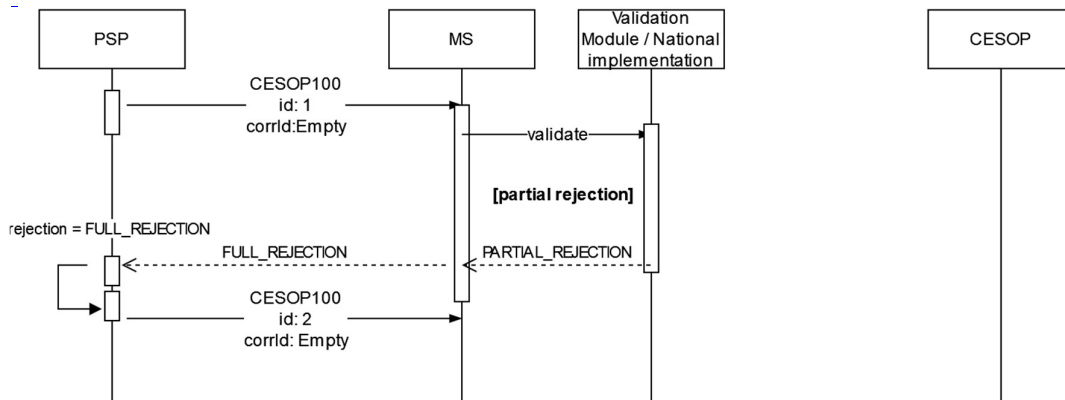 PSP
MS
Validation
Module / National
implementation
CESOP
CESOP100
id: 1
corrId:Empty
validate
[partial rejection]
rejection = FULL_REJECTION
FULL_REJECTION
PARTIAL_REJECTION
CESOP100
id: 2
corrId: Empty